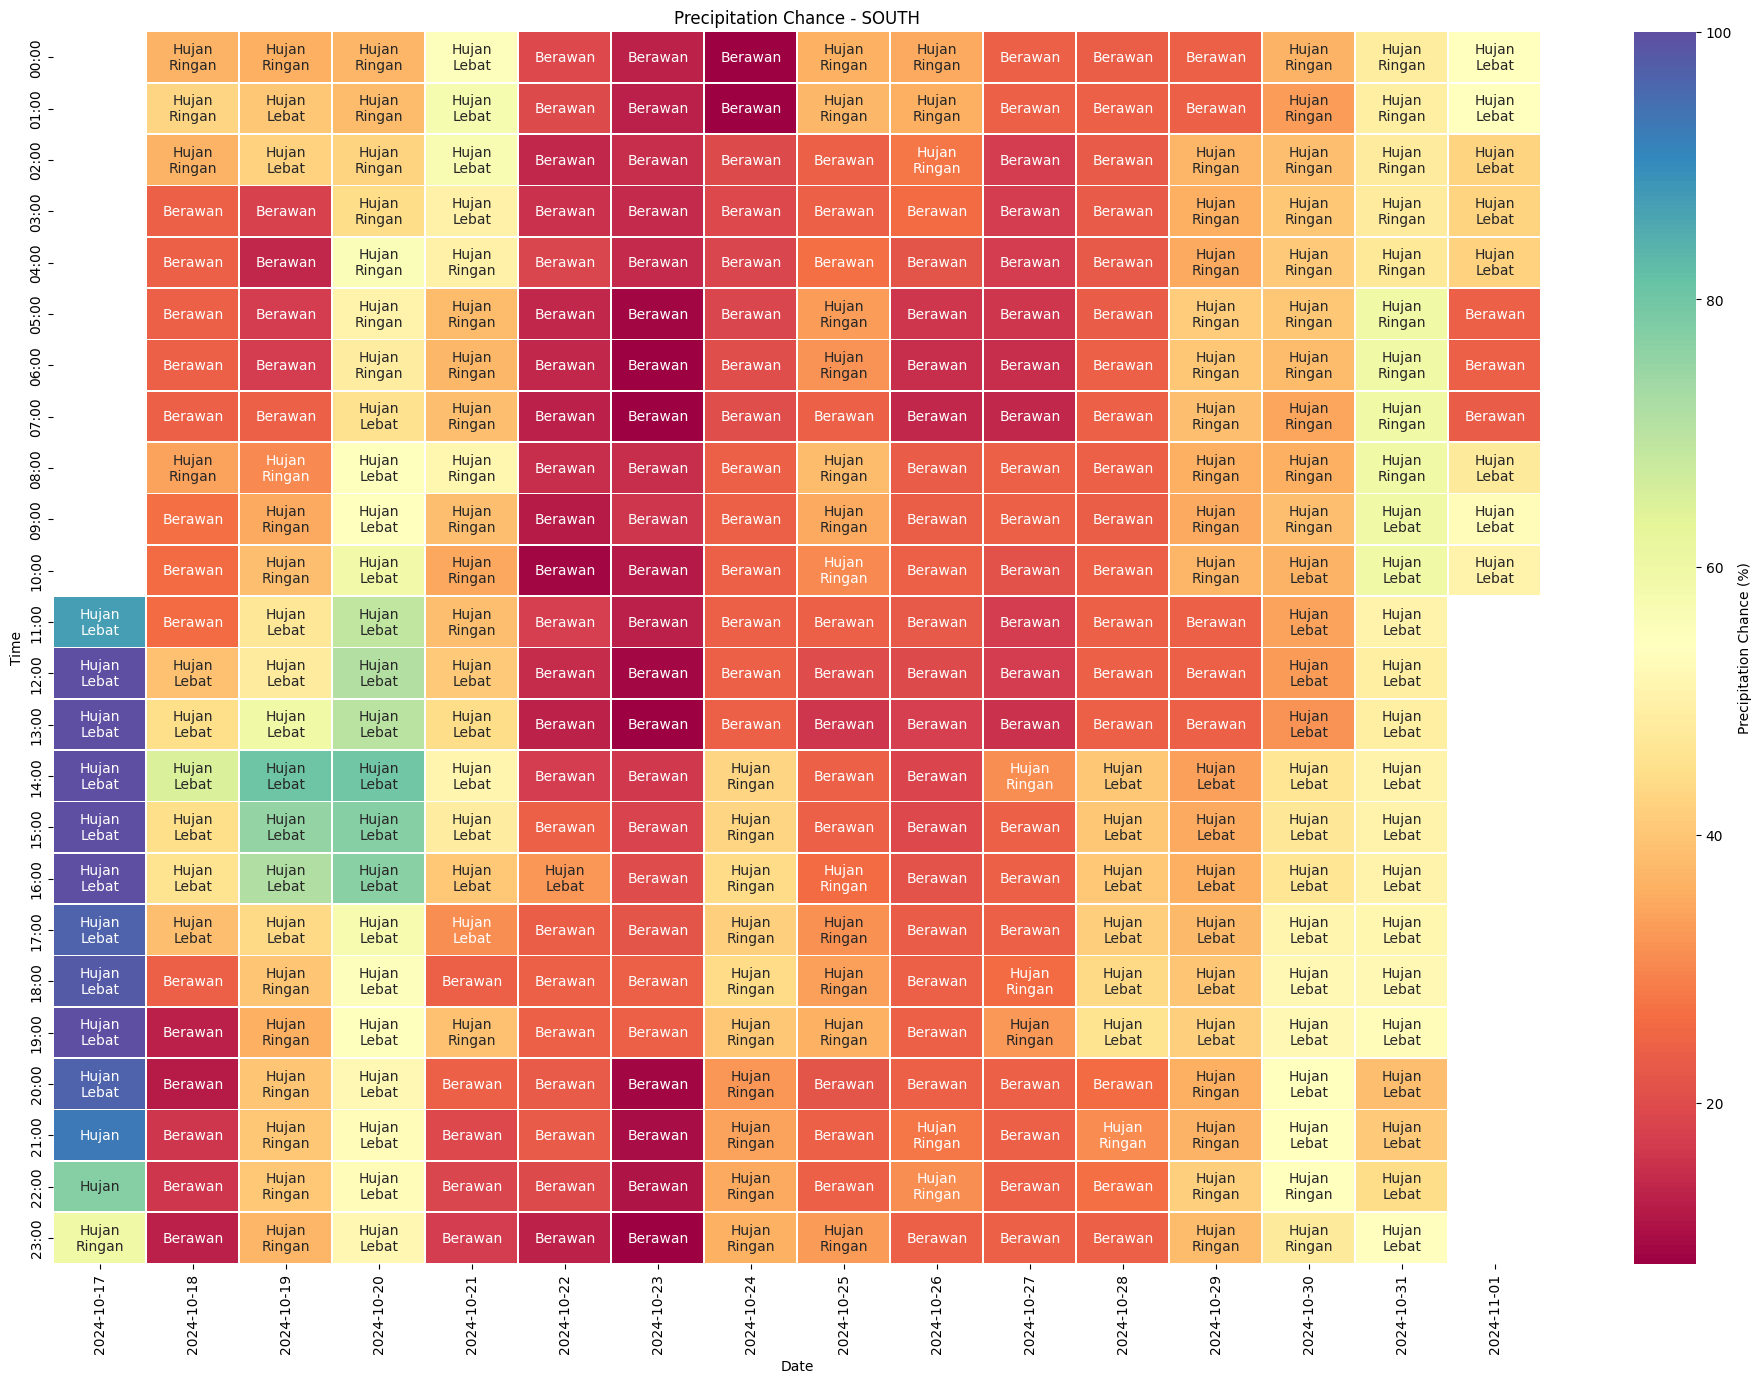 Precipitation Chance - SOUTH
00:00 Hujan Ringan Hujan Ringan Hujan Ringan Hujan Lebat Berawan Berawan Berawan Hujan Ringan Hujan Ringan Berawan Berawan Berawan Hujan Ringan Hujan Ringan Hujan Lebat
01:00 Hujan Ringan Hujan Lebat Hujan Ringan Hujan Lebat Berawan Berawan Berawan Hujan Ringan Hujan Ringan Berawan Berawan Berawan Hujan Ringan Hujan Ringan Hujan Lebat
02:00 Hujan Ringan Hujan Lebat Hujan Ringan Hujan Lebat Berawan Berawan Berawan Berawan Hujan Ringan Berawan Berawan Hujan Ringan Hujan Ringan Hujan Ringan Hujan Lebat
03:00 Berawan Berawan Hujan Ringan Hujan Lebat Berawan Berawan Berawan Berawan Berawan Berawan Berawan Hujan Ringan Hujan Ringan Hujan Ringan Hujan Lebat
04:00 Berawan Berawan Hujan Ringan Hujan Ringan Berawan Berawan Berawan Berawan Berawan Berawan Berawan Hujan Ringan Hujan Ringan Hujan Ringan Hujan Lebat
05:00 Berawan Berawan Hujan Ringan Hujan Ringan Berawan Berawan Berawan Hujan Ringan Berawan Berawan Berawan Hujan Ringan Hujan Ringan Hujan Ringan Berawan
06:00 Berawan Berawan Hujan Ringan Hujan Ringan Berawan Berawan Berawan Hujan Ringan Berawan Berawan Berawan Hujan Ringan Hujan Ringan Hujan Ringan Berawan
07:00 Berawan Berawan Hujan Lebat Hujan Ringan Berawan Berawan Berawan Berawan Berawan Berawan Berawan Hujan Ringan Hujan Ringan Hujan Ringan Berawan
08:00 Hujan Ringan Hujan Ringan Hujan Lebat Hujan Ringan Berawan Berawan Berawan Hujan Ringan Berawan Berawan Berawan Hujan Ringan Hujan Ringan Hujan Ringan Hujan Lebat
09:00 Berawan Hujan Ringan Hujan Lebat Hujan Ringan Berawan Berawan Berawan Hujan Ringan Berawan Berawan Berawan Hujan Ringan Hujan Ringan Hujan Lebat Hujan Lebat
10:00 Berawan Hujan Ringan Hujan Lebat Hujan Ringan Berawan Berawan Berawan Hujan Ringan Berawan Berawan Berawan Hujan Ringan Hujan Lebat Hujan Lebat Hujan Lebat
11:00 Hujan Lebat Berawan Hujan Lebat Hujan Lebat Hujan Ringan Berawan Berawan Berawan Berawan Berawan Berawan Berawan Berawan Hujan Lebat Hujan Lebat
12:00 Hujan Lebat Hujan Lebat Hujan Lebat Hujan Lebat Hujan Lebat Berawan Berawan Berawan Berawan Berawan Berawan Berawan Berawan Hujan Lebat Hujan Lebat
13:00 Hujan Lebat Hujan Lebat Hujan Lebat Hujan Lebat Hujan Lebat Berawan Berawan Berawan Berawan Berawan Berawan Berawan Berawan Hujan Lebat Hujan Lebat
14:00 Hujan Lebat Hujan Lebat Hujan Lebat Hujan Lebat Hujan Lebat Berawan Berawan Hujan Ringan Berawan Berawan Hujan Ringan Hujan Lebat Hujan Lebat Hujan Lebat Hujan Lebat
15:00 Hujan Lebat Hujan Lebat Hujan Lebat Hujan Lebat Hujan Lebat Berawan Berawan Hujan Ringan Berawan Berawan Berawan Hujan Lebat Hujan Lebat Hujan Lebat Hujan Lebat
16:00 Hujan Lebat Hujan Lebat Hujan Lebat Hujan Lebat Hujan Lebat Hujan Lebat Berawan Hujan Ringan Hujan Ringan Berawan Berawan Hujan Lebat Hujan Lebat Hujan Lebat Hujan Lebat
17:00 Hujan Lebat Hujan Lebat Hujan Lebat Hujan Lebat Hujan Lebat Berawan Berawan Hujan Ringan Hujan Ringan Berawan Berawan Hujan Lebat Hujan Lebat Hujan Lebat Hujan Lebat
18:00 Hujan Lebat Berawan Hujan Ringan Hujan Lebat Berawan Berawan Berawan Hujan Ringan Hujan Ringan Berawan Hujan Ringan Hujan Lebat Hujan Lebat Hujan Lebat Hujan Lebat
19:00 Hujan Lebat Berawan Hujan Ringan Hujan Lebat Hujan Ringan Berawan Berawan Hujan Ringan Hujan Ringan Berawan Hujan Ringan Hujan Lebat Hujan Lebat Hujan Lebat Hujan Lebat
20:00 Hujan Lebat Berawan Hujan Ringan Hujan Lebat Berawan Berawan Berawan Hujan Ringan Berawan Berawan Berawan Berawan Hujan Ringan Hujan Lebat Hujan Lebat
21:00 Hujan Berawan Hujan Ringan Hujan Lebat Berawan Berawan Berawan Hujan Ringan Berawan Hujan Ringan Berawan Hujan Ringan Hujan Ringan Hujan Lebat Hujan Lebat
22:00 Hujan Berawan Hujan Ringan Hujan Lebat Berawan Berawan Berawan Hujan Ringan Berawan Hujan Ringan Berawan Berawan Hujan Ringan Hujan Ringan Hujan Lebat
23:00 Hujan Ringan Berawan Hujan Ringan Hujan Lebat Berawan Berawan Berawan Hujan Ringan Hujan Ringan Berawan Berawan Berawan Hujan Ringan Hujan Ringan Hujan Lebat
Time
2024-10-17 2024-10-18 2024-10-19 2024-10-20 2024-10-21 2024-10-22 2024-10-23 2024-10-24 2024-10-25 2024-10-26 2024-10-27 2024-10-28 2024-10-29 2024-10-30 2024-10-31 2024-11-01
Date
100
80
60
40
20
Precipitation Chance (%)